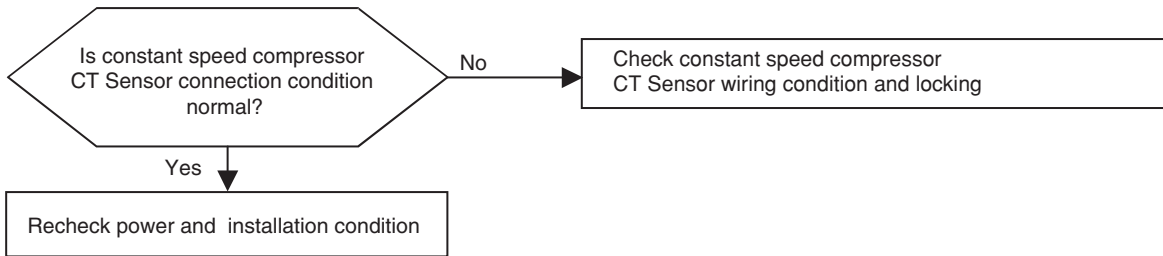 Is constant speed compressor
CT Sensor connection condition
normal?
No
Check constant speed compressor
CT Sensor wiring condition and locking
Yes
Recheck power and installation condition